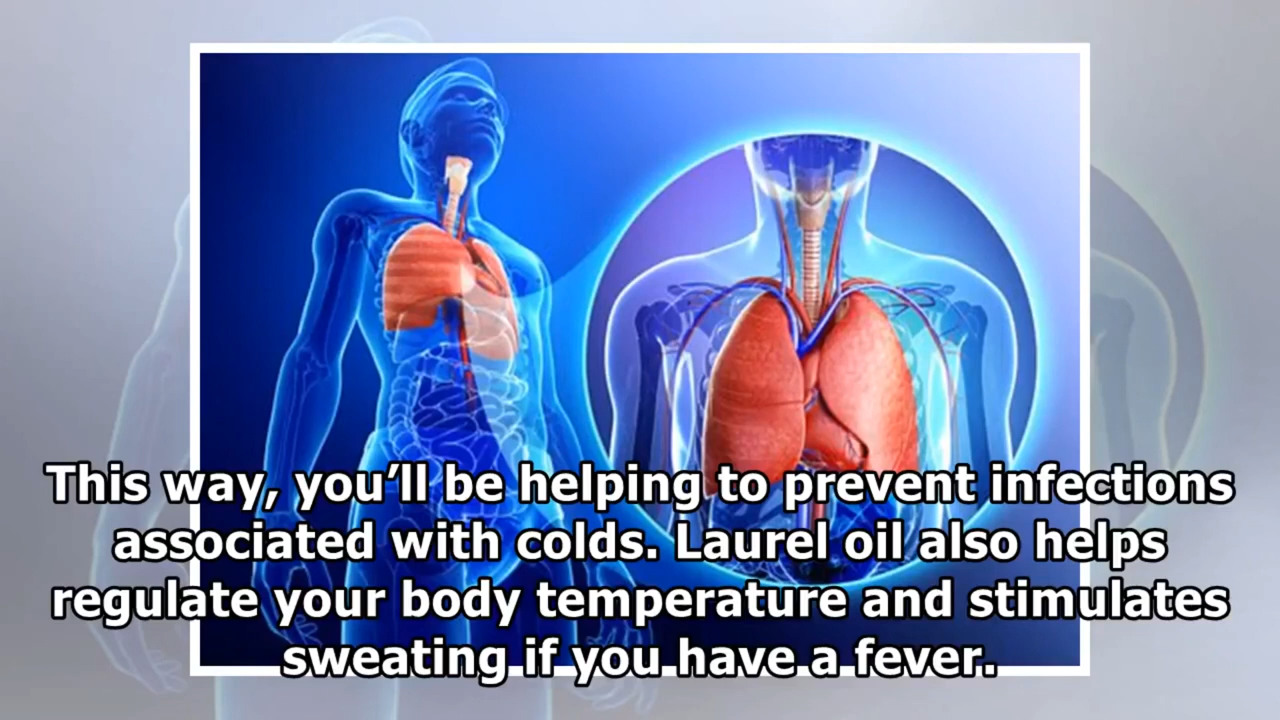 This way, you’ll be helping to prevent infections
associated with colds. Laurel oil also helps
regulate your body temperature and stimulates
sweating if you have a fever.